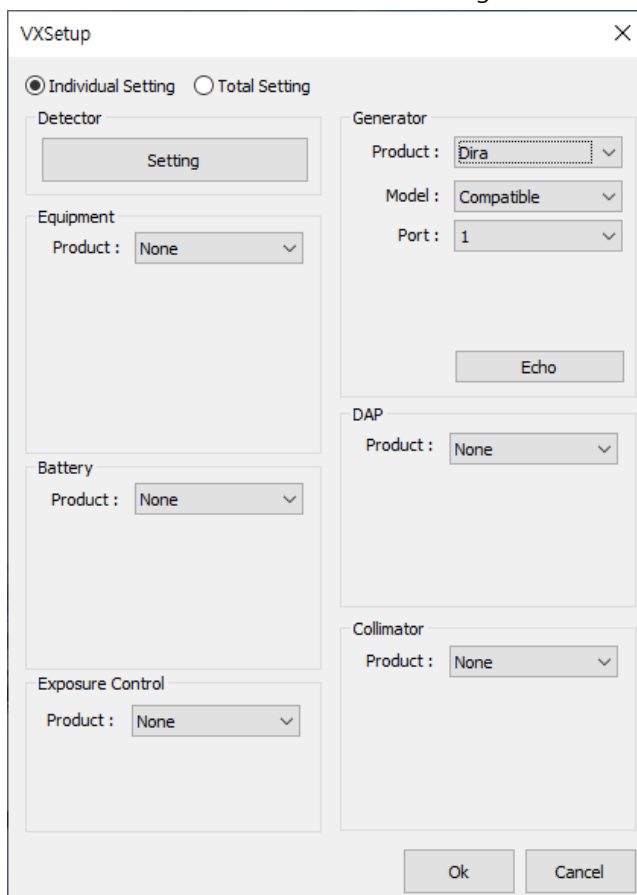 VXSetup
Individual Setting Total Setting
Detector
Setting
Equipment
Product : None
Battery
Product : None
Exposure Control
Product : None
Generator
Product : Dira
Model : Compatible
Port : 1
Echo
DAP
Product : None
Collimator
Product : None
Ok Cancel